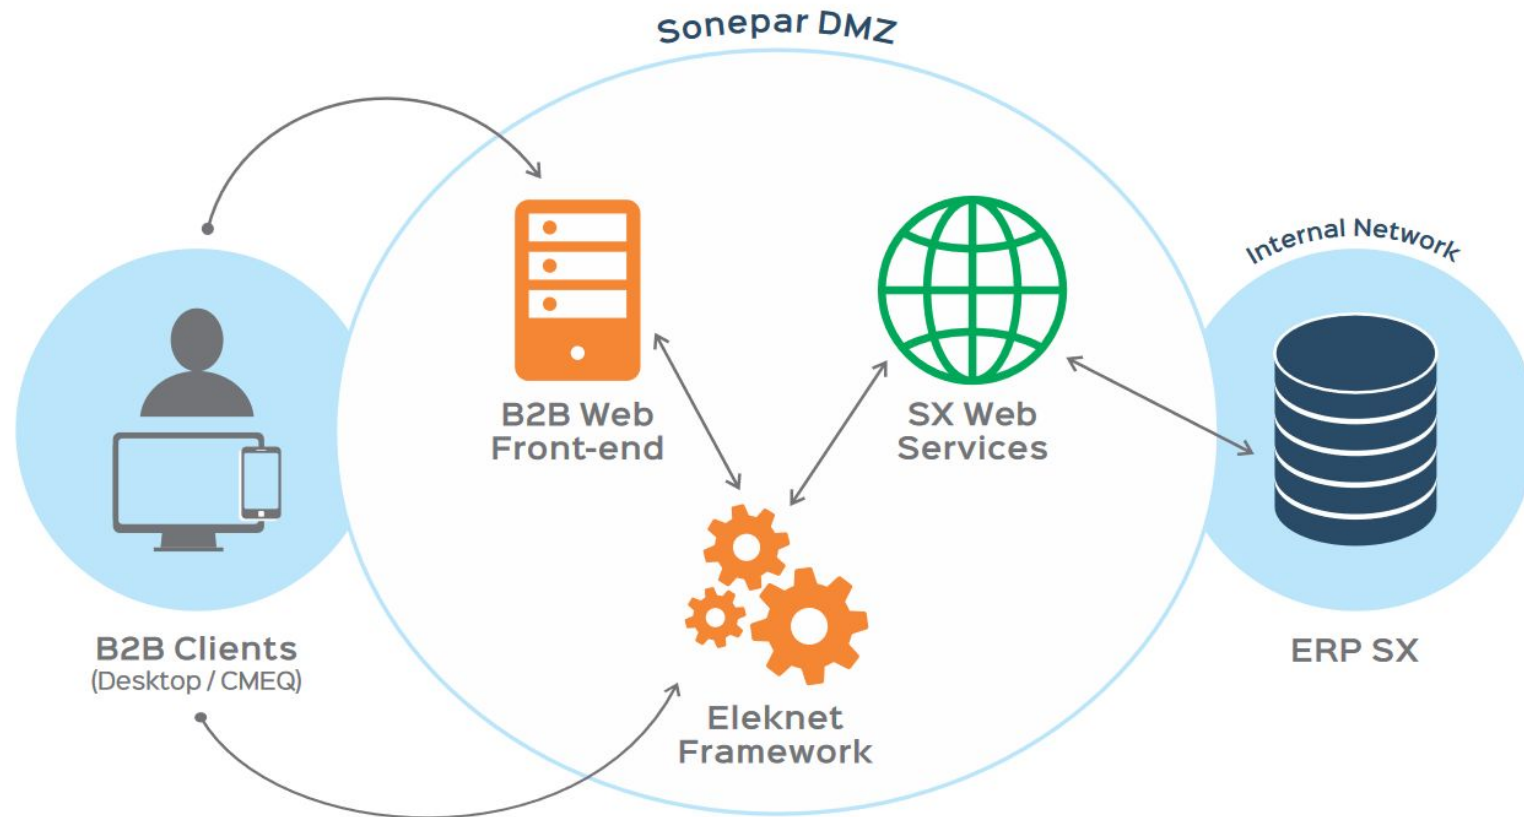 Sonepar DMZ
Internal Network
B2B Web
Front-end
SX Web
Services
B2B Clients
(Desktop / CMEQ)
ERP SX
Eleknet
Framework